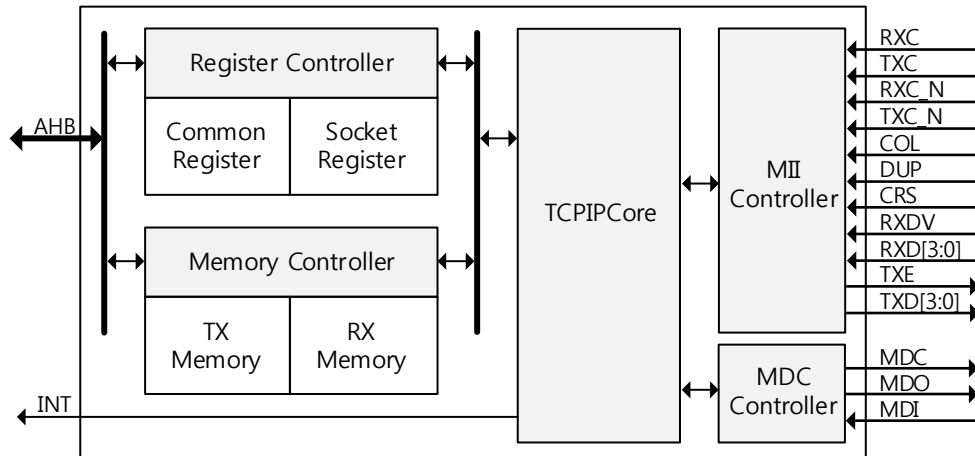 AHB
INT
Register Controller
Common
Register
Socket
Register
Memory Controller
TX
Memory
RX
Memory
TCPIPCore
MII
Controller
MDC
Controller
RXC
TXC
RXC_N
TXC_N
COL
DUP
CRS
RXDV
RXD[3:0]
TXE
TXD[3:0]
MDC
MDO
MDI